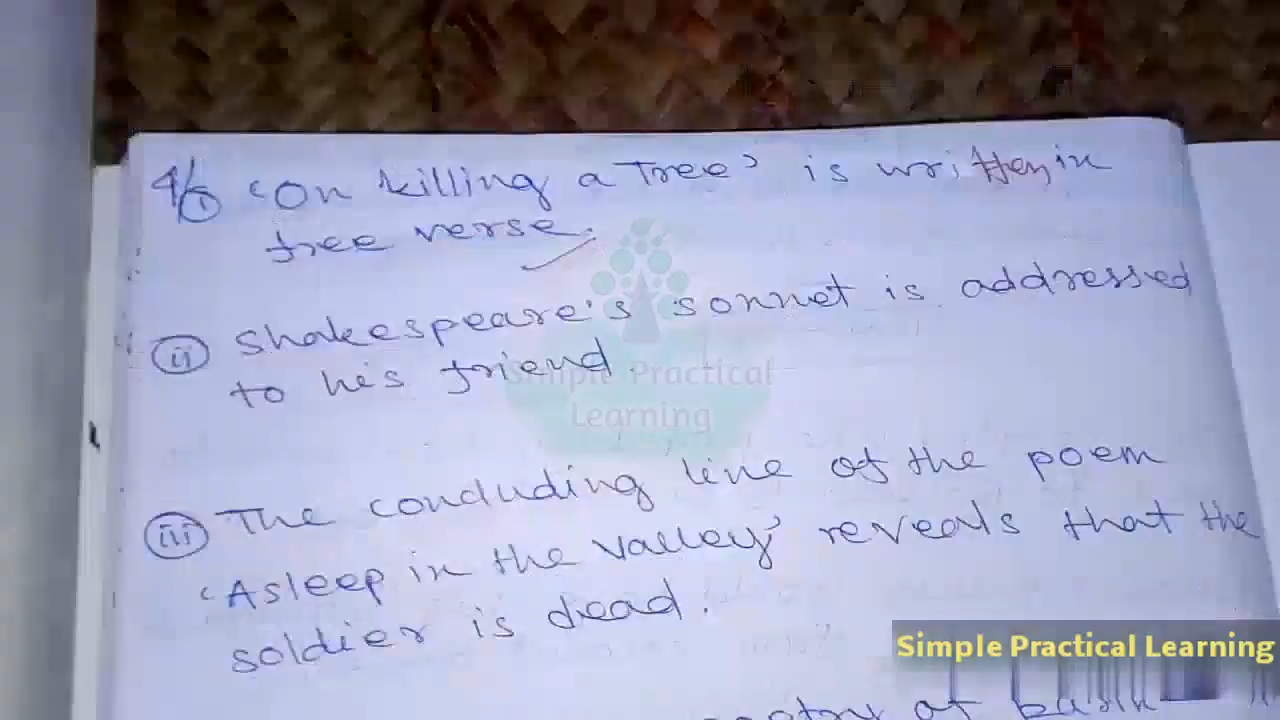 4/i 'On killing a Tree' is written in
free verse.
ii Shakespeare's sonnet is addressed
to his friend.
iii The concluding line of the poem
'Asleep in the valley' reveals that the
soldier is dead.
Simple Practical
Learning
Simple Practical Learning
of